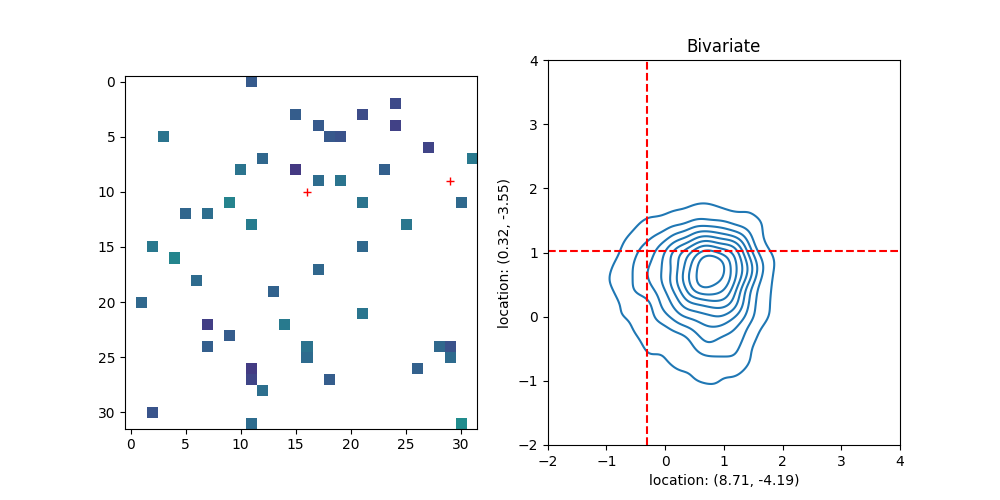 0
5
10
15
20
25
30
0 5 10 15 20 25 30
Bivariate
4
3
2
1
0
−1
−2
−2 −1 0 1 2 3 4
location: (0.32, -3.55)
location: (8.71, -4.19)